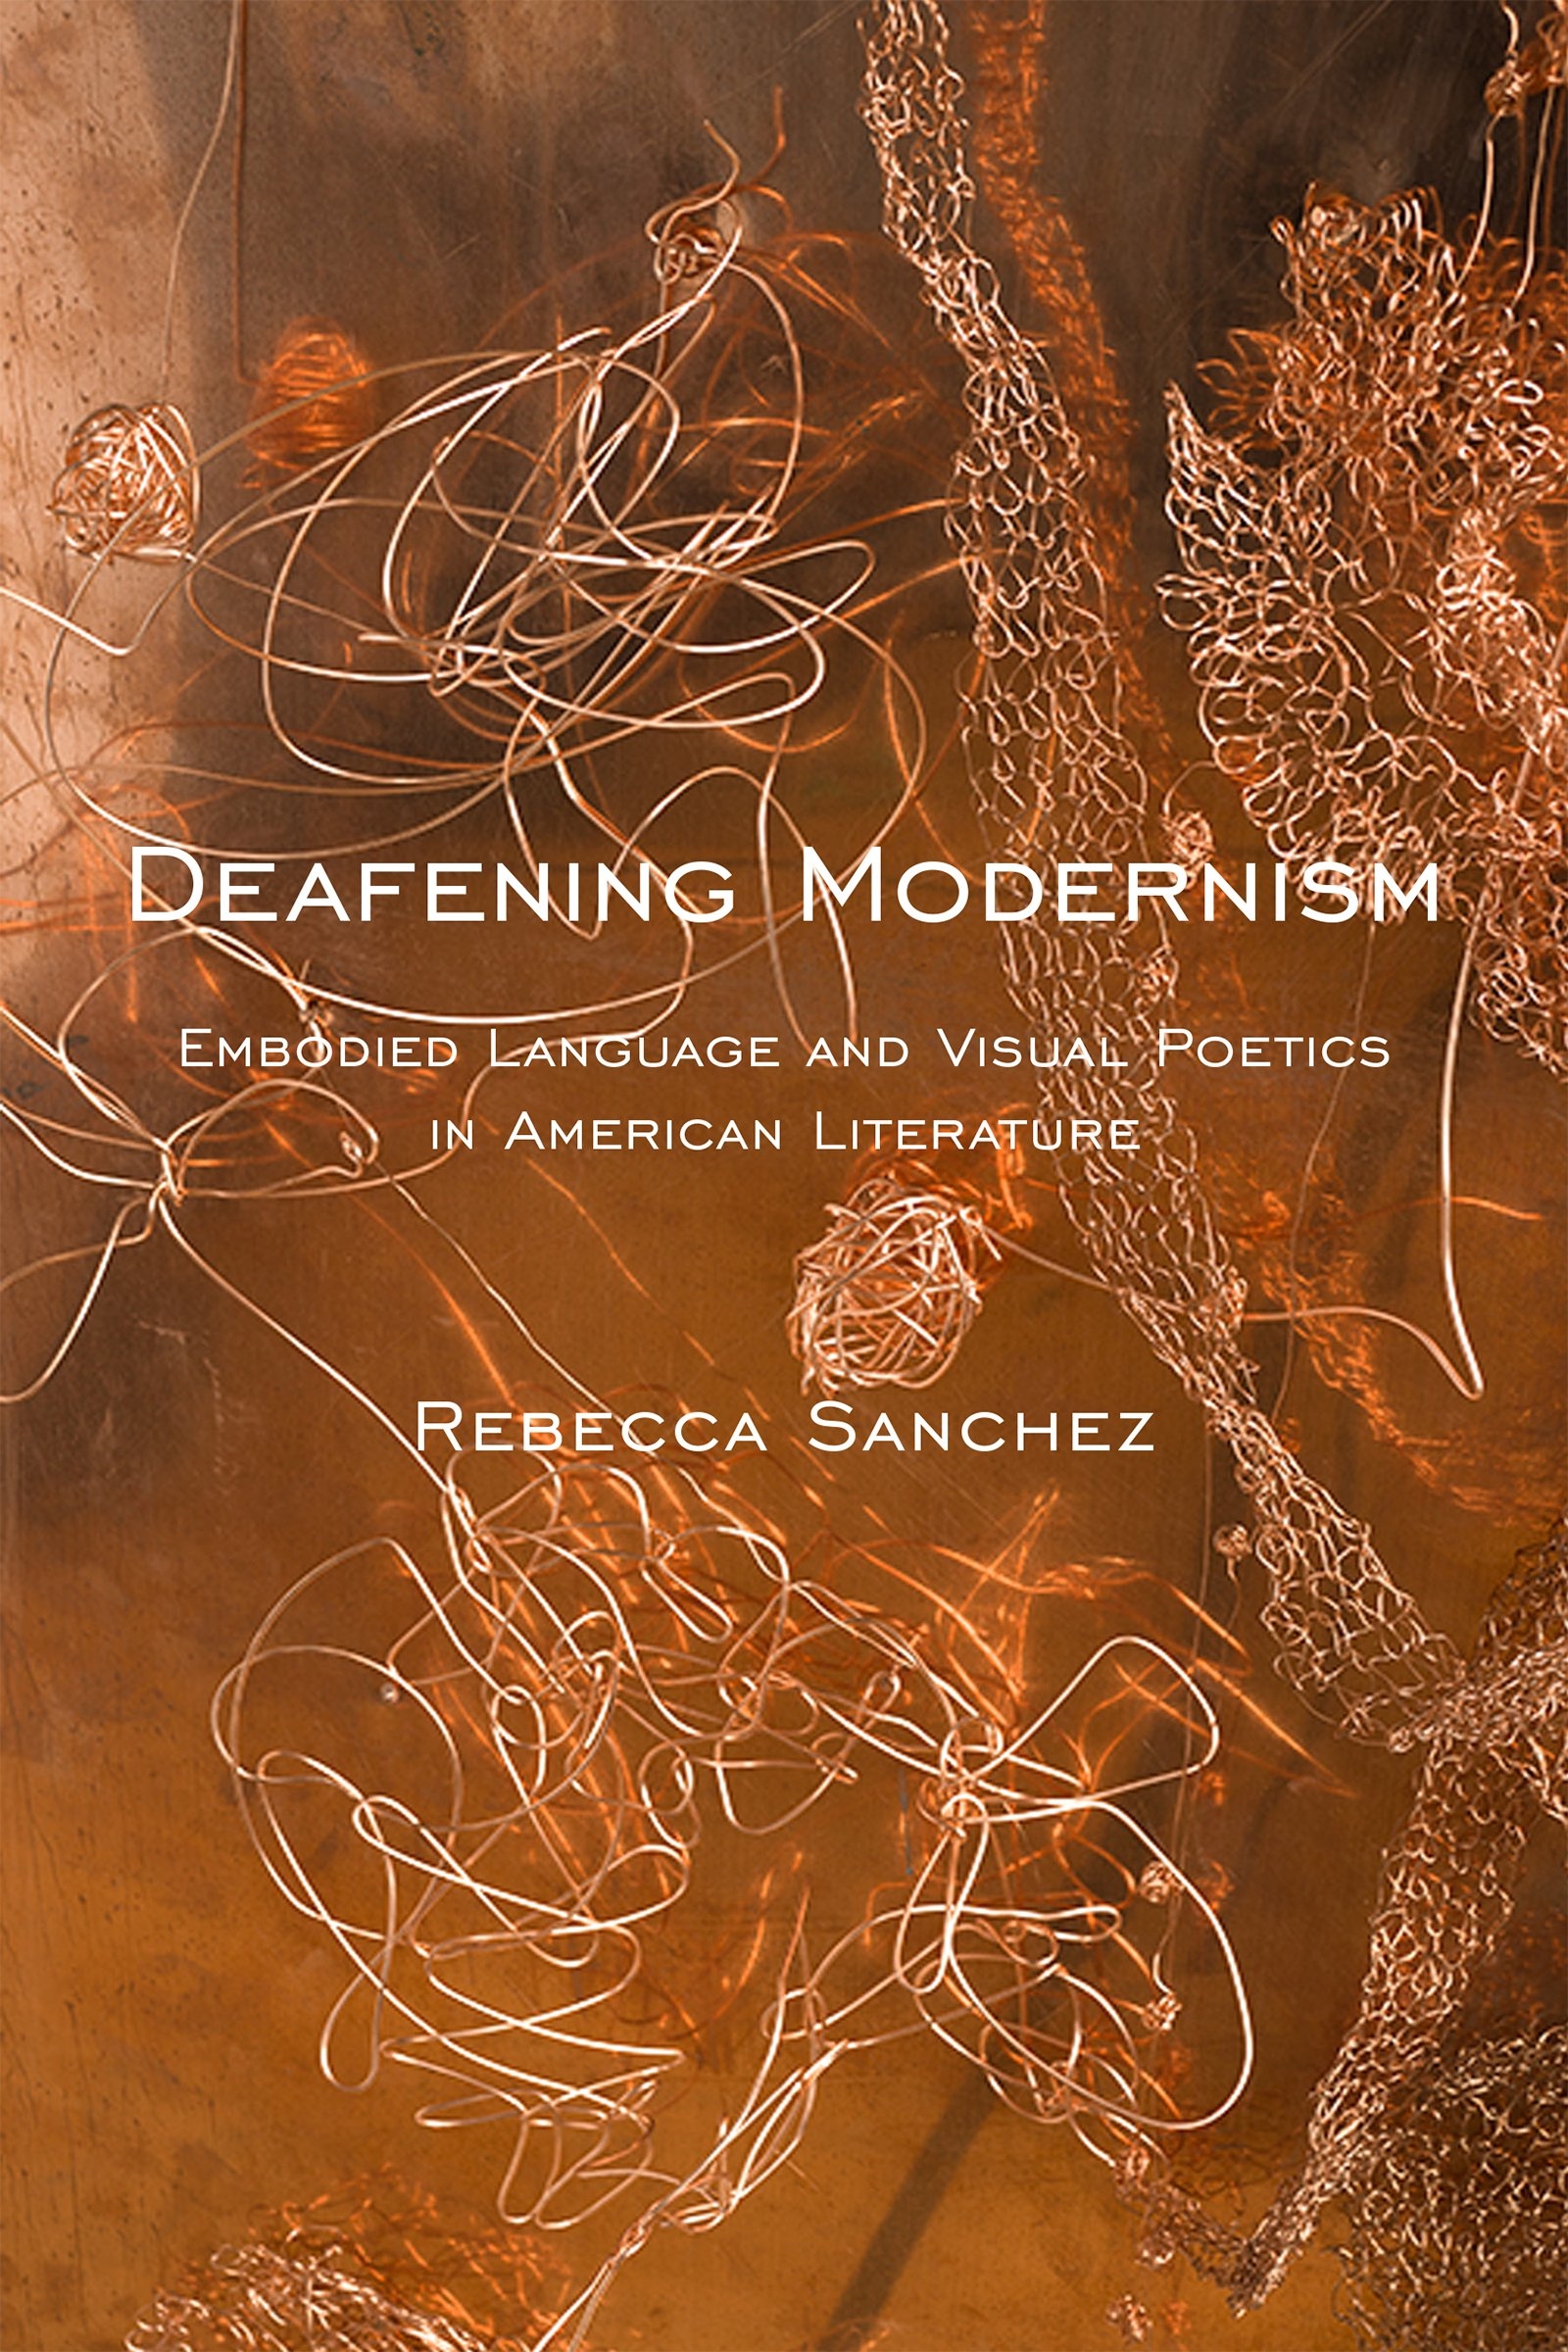 Deafening Modernism
Embodied Language and Visual Poetics
in American Literature
Rebecca Sanchez